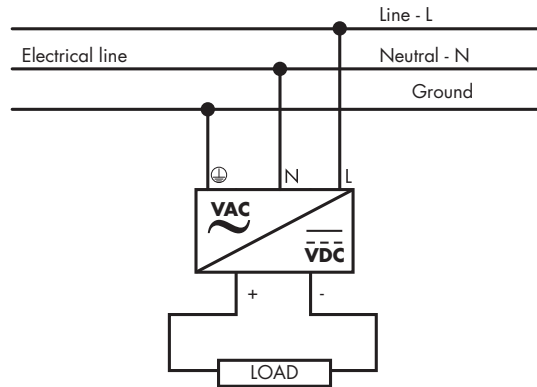 Line - L
Electrical line
Neutral - N
Ground
N
L
VAC
VDC
+
-
LOAD